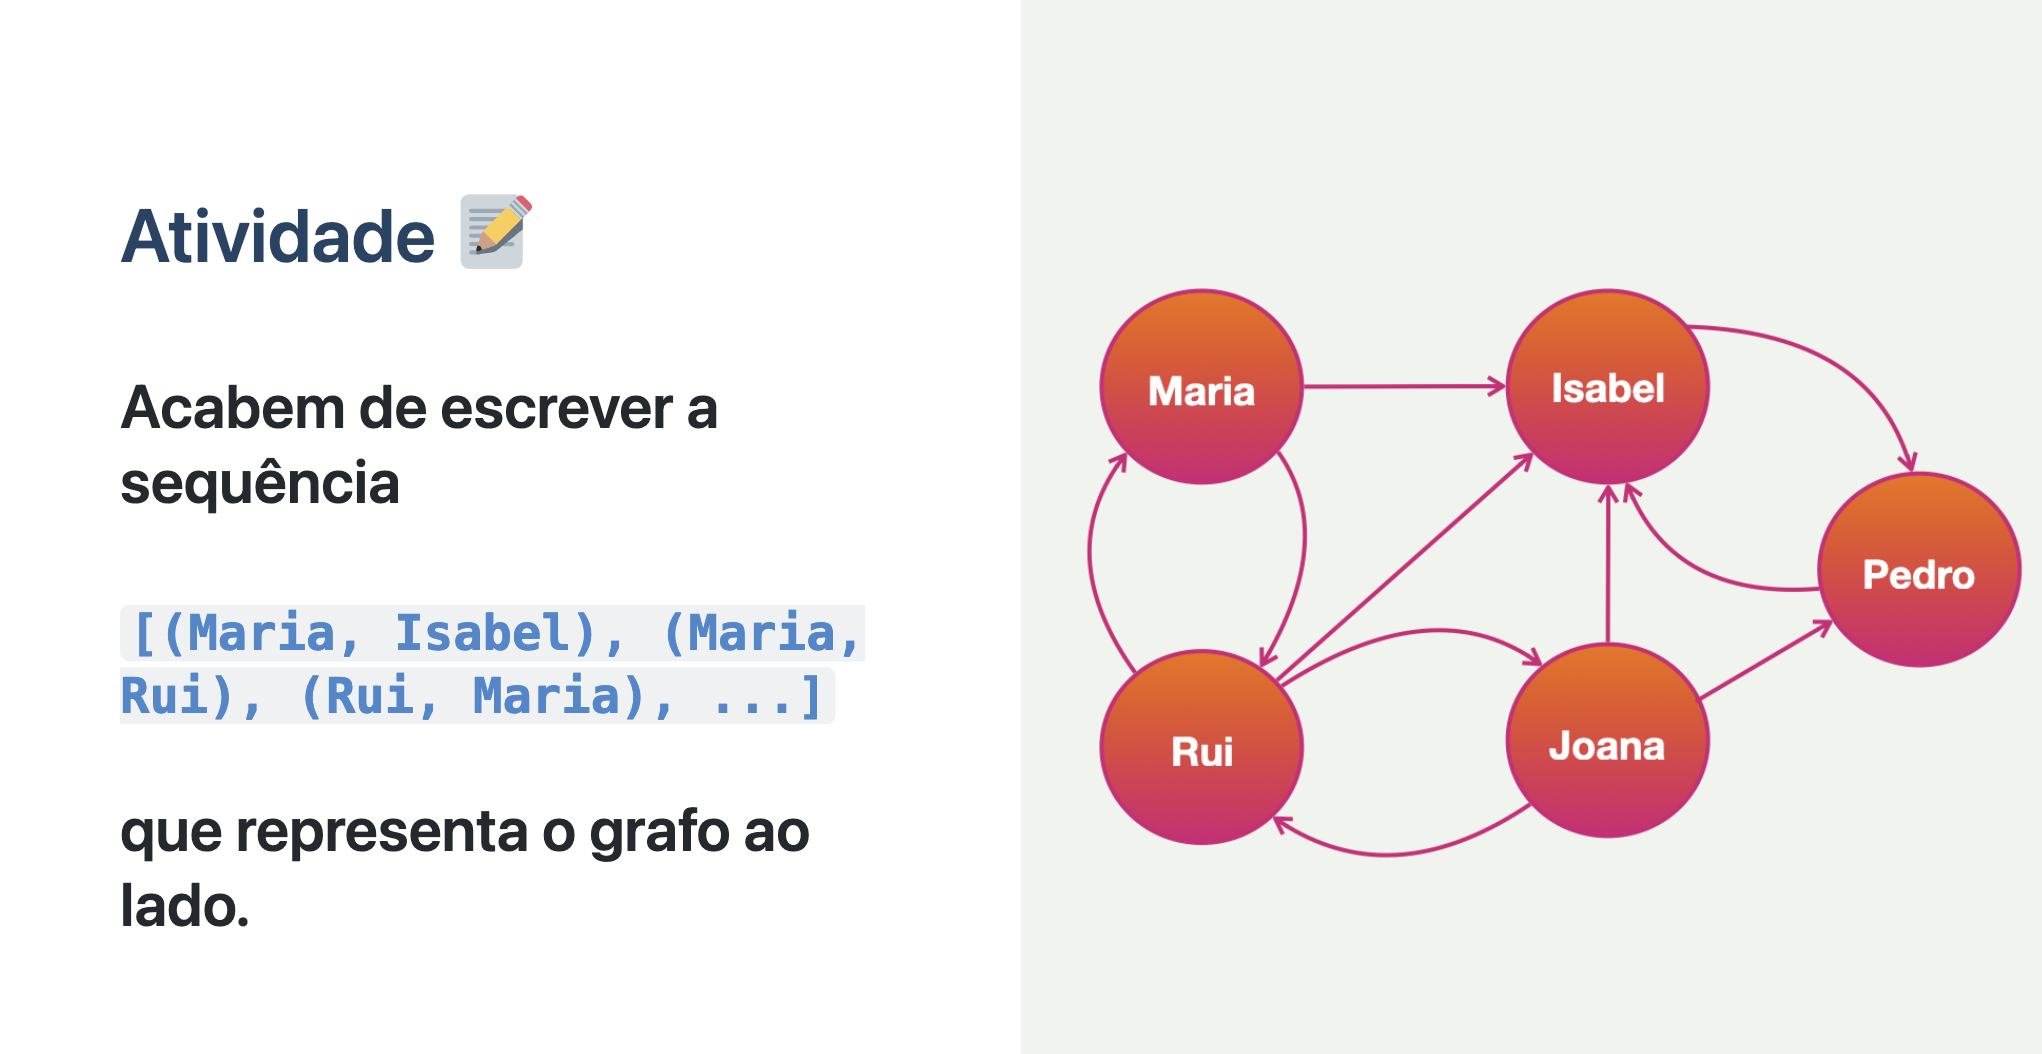 Atividade 📝
Acabem de escrever a
sequência
[(Maria, Isabel), (Maria,
Rui), (Rui, Maria), ...]
que representa o grafo ao
lado.
Maria
Isabel
Pedro
Rui
Joana